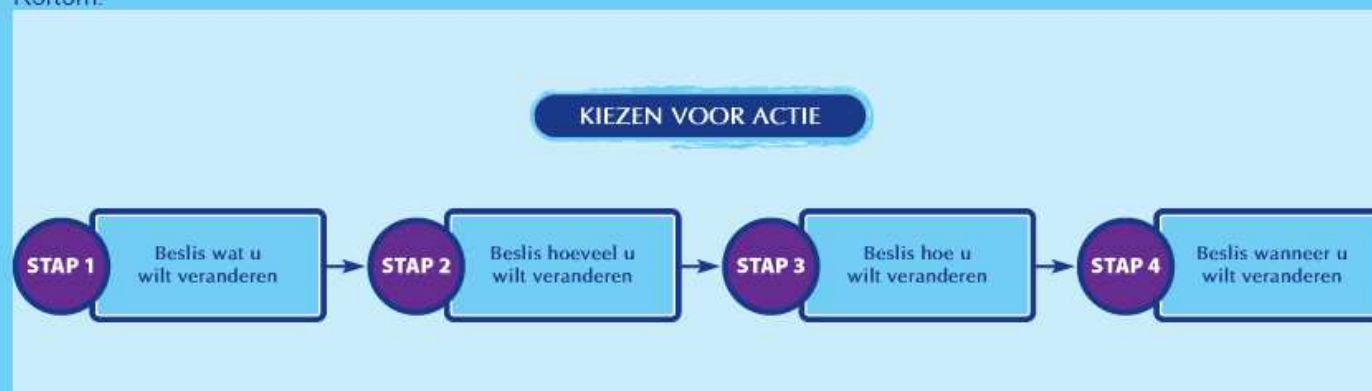 Kortom:
KIEZEN VOOR ACTIE
STAP 1
Beslis wat u
wilt veranderen
STAP 2
Beslis hoeveel u
wilt veranderen
STAP 3
Beslis hoe u
wilt veranderen
STAP 4
Beslis wanneer u
wilt veranderen